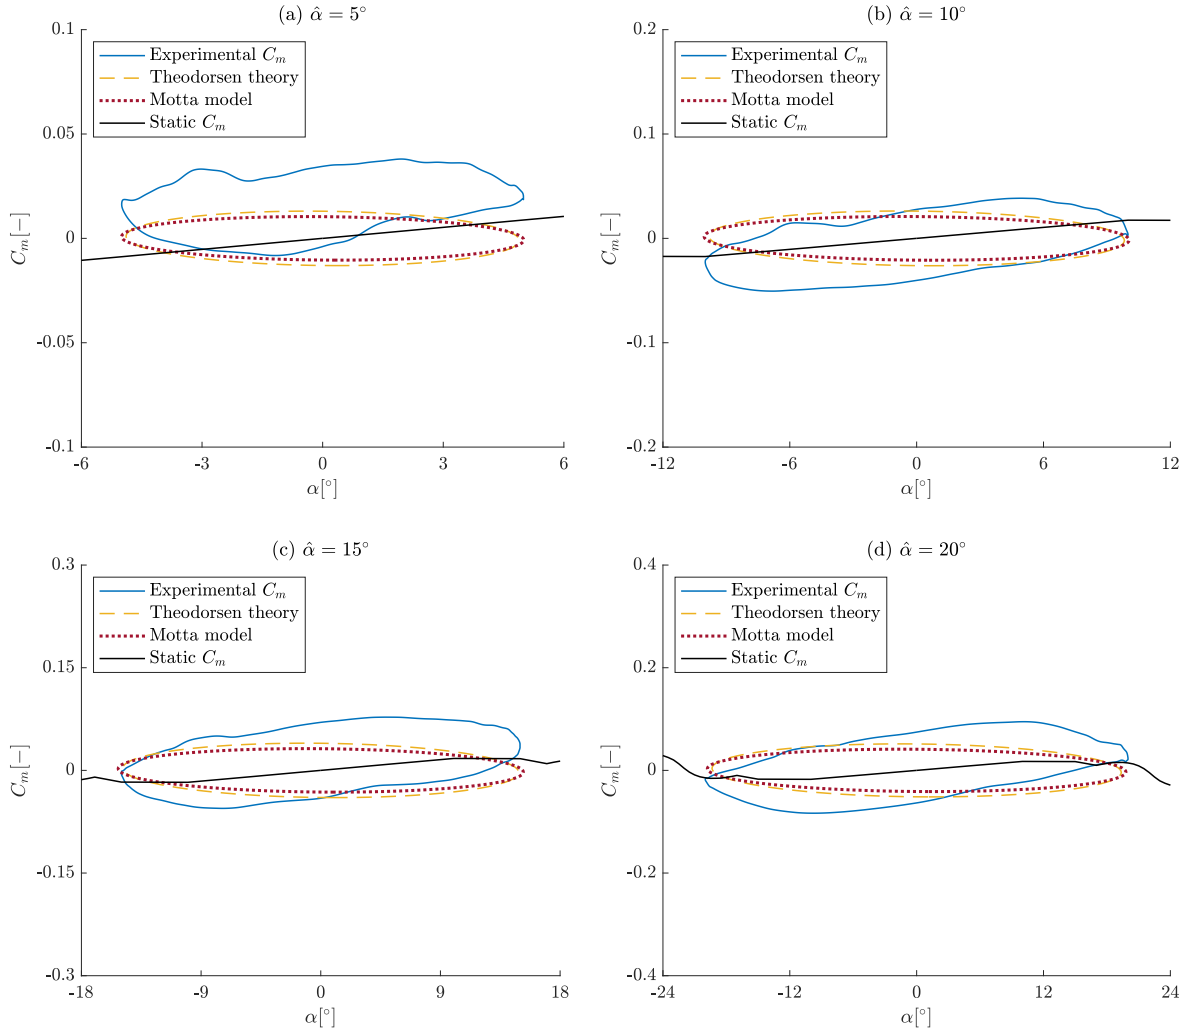 (a) α̂ = 5°
0.1
0.05
0
-0.05
-0.1
C_m[−]
Experimental C_m
Theodorsen theory
Motta model
Static C_m
-6 -3 0 3 6
α[°]
(b) α̂ = 10°
0.2
0.1
0
-0.1
-0.2
C_m[−]
Experimental C_m
Theodorsen theory
Motta model
Static C_m
-12 -6 0 6 12
α[°]
(c) α̂ = 15°
0.3
0.15
0
-0.15
-0.3
C_m[−]
Experimental C_m
Theodorsen theory
Motta model
Static C_m
-18 -9 0 9 18
α[°]
(d) α̂ = 20°
0.4
0.2
0
-0.2
-0.4
C_m[−]
Experimental C_m
Theodorsen theory
Motta model
Static C_m
-24 -12 0 12 24
α[°]